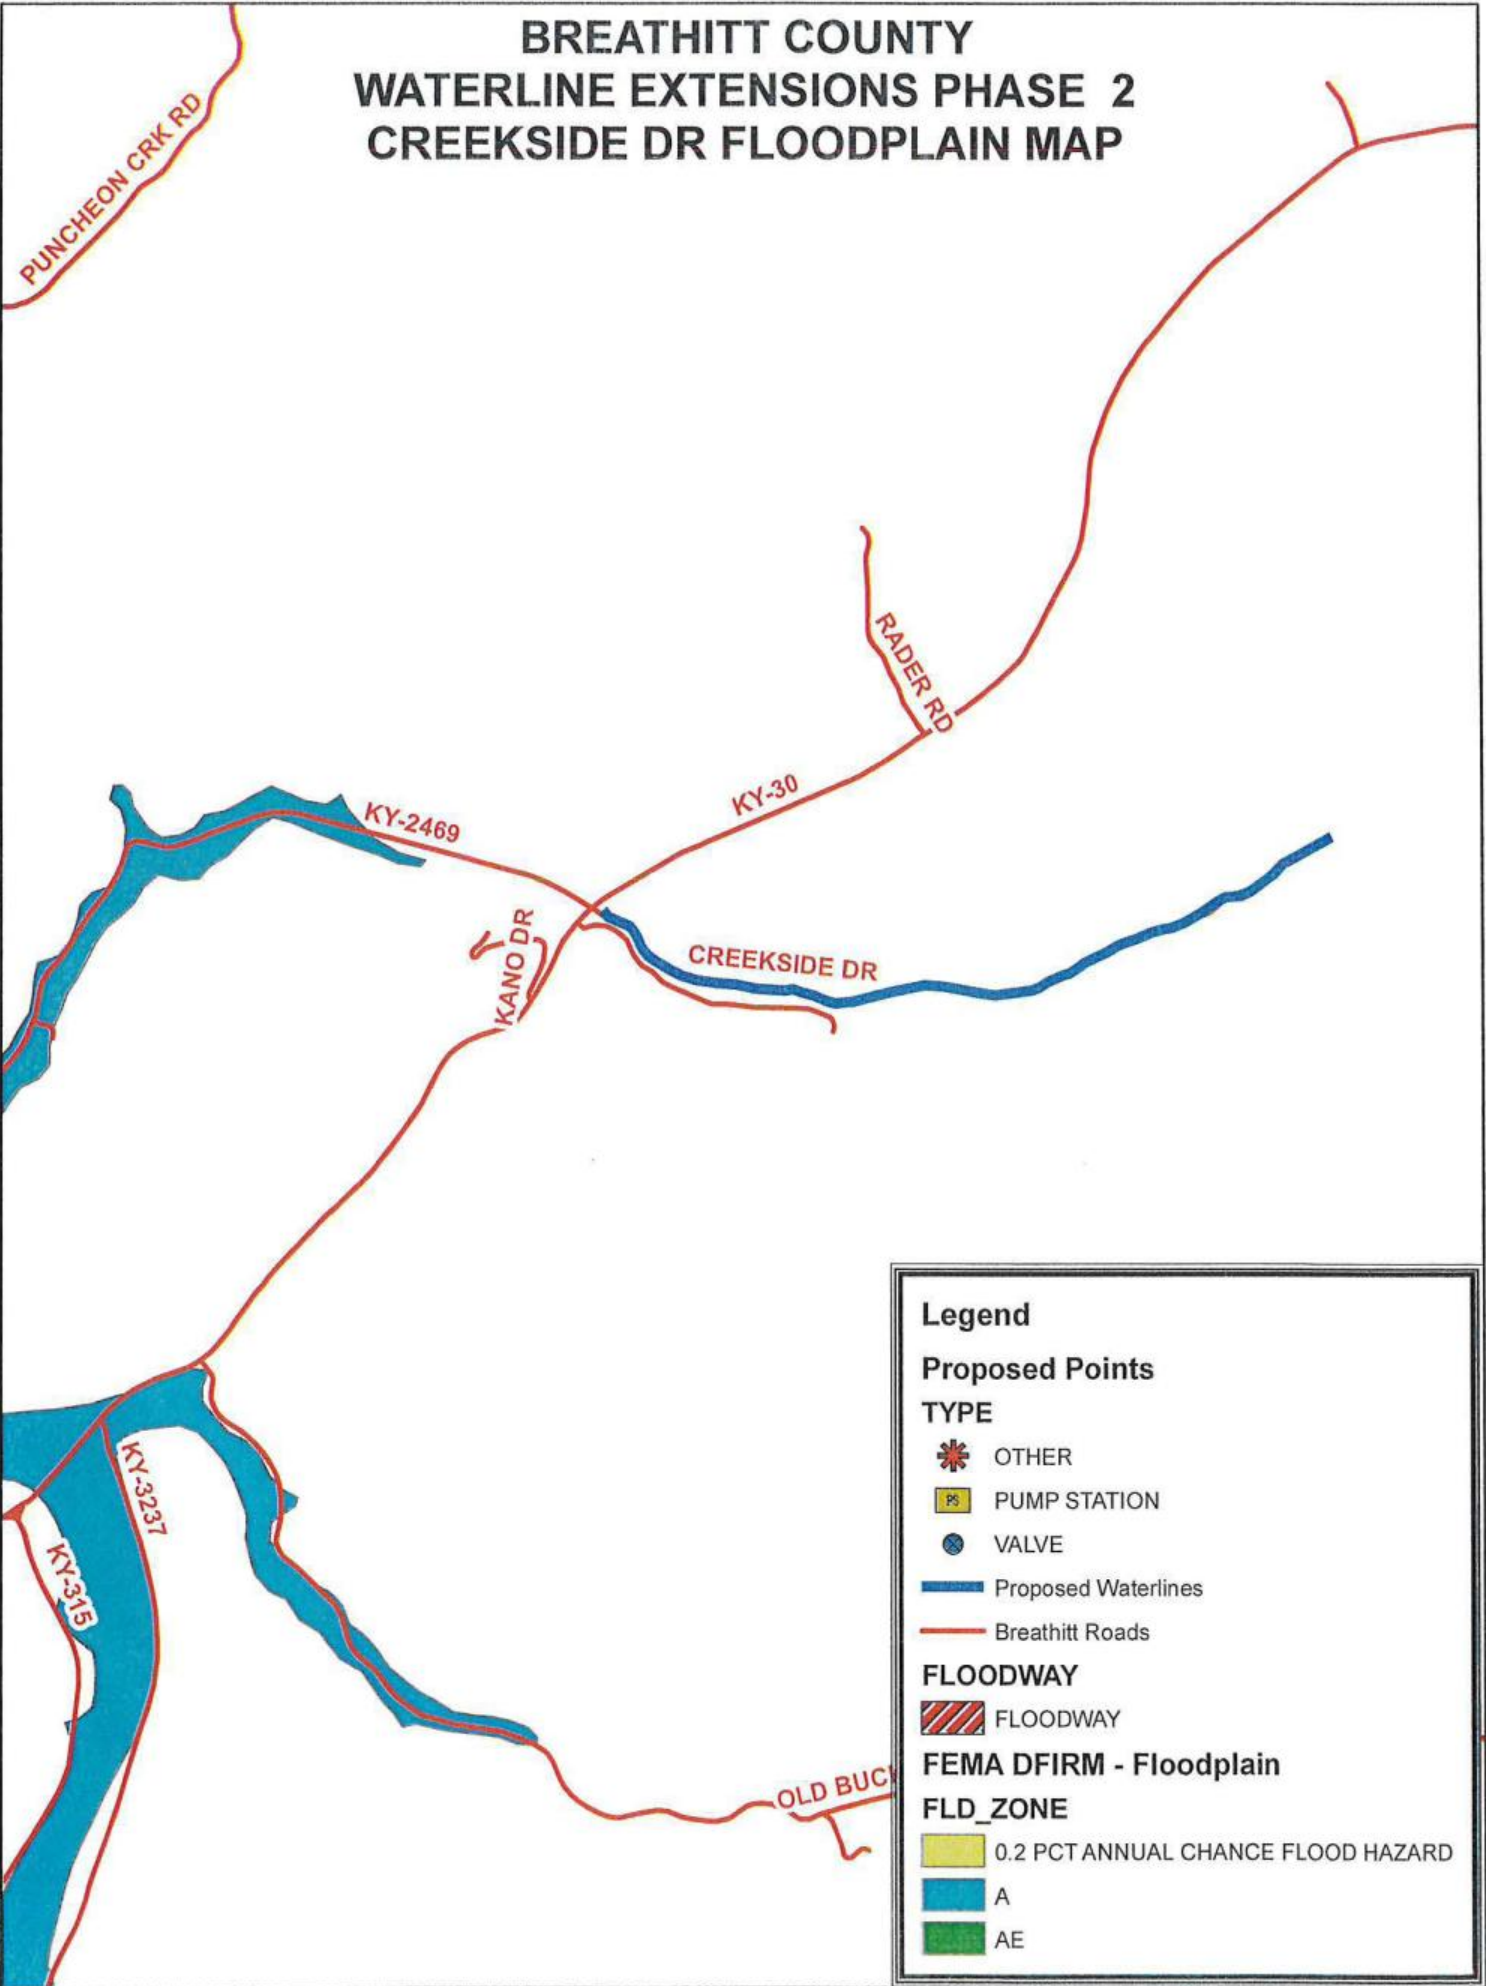 BREATHITT COUNTY
WATERLINE EXTENSIONS PHASE 2
CREEKSIDE DR FLOODPLAIN MAP
PUNCHEON CRK RD
RADER RD
KY-30
KY-2469
KANO DR
CREEKSIDE DR
KY-3237
KY-315
OLD BUC
Legend
Proposed Points
TYPE
OTHER
PS PUMP STATION
VALVE
Proposed Waterlines
Breathitt Roads
FLOODWAY
FLOODWAY
FEMA DFIRM - Floodplain
FLD_ZONE
0.2 PCT ANNUAL CHANCE FLOOD HAZARD
A
AE